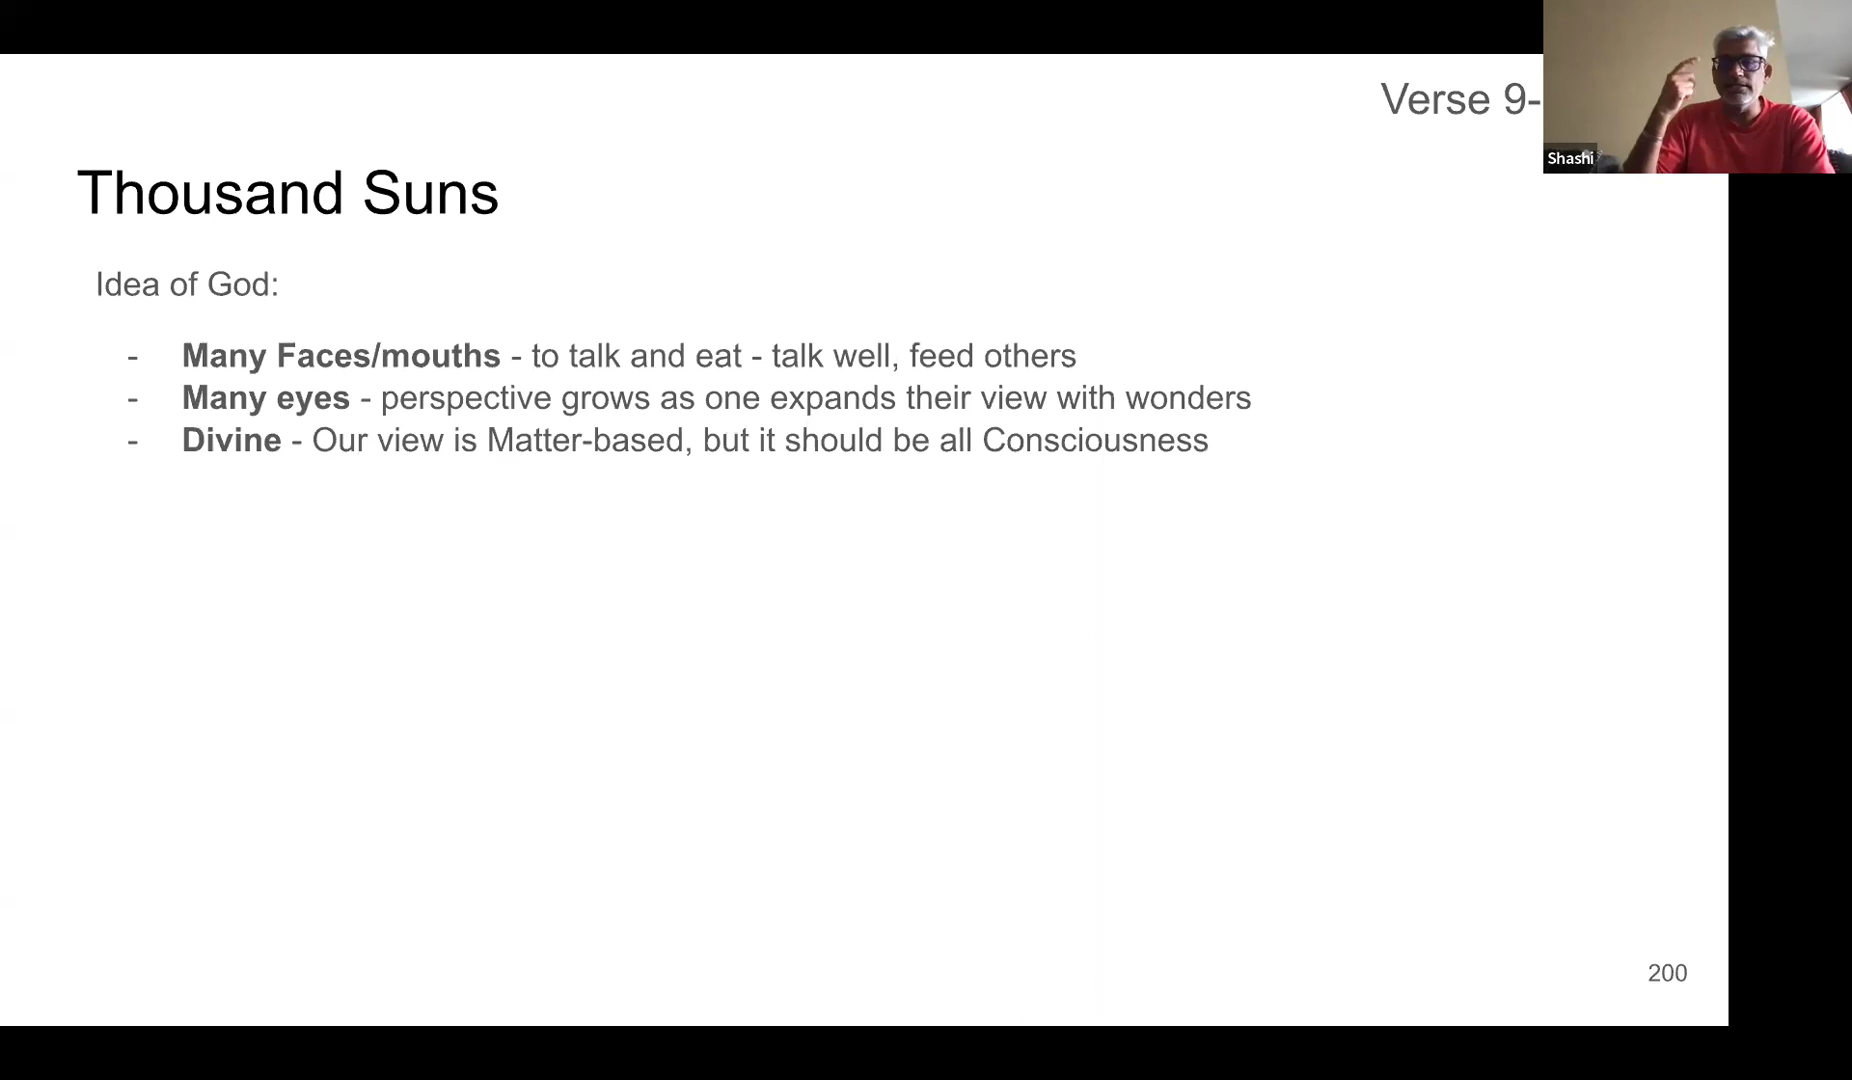 Verse 9-
Shashi
Thousand Suns
Idea of God:
- Many Faces/mouths - to talk and eat - talk well, feed others
- Many eyes - perspective grows as one expands their view with wonders
- Divine - Our view is Matter-based, but it should be all Consciousness
200